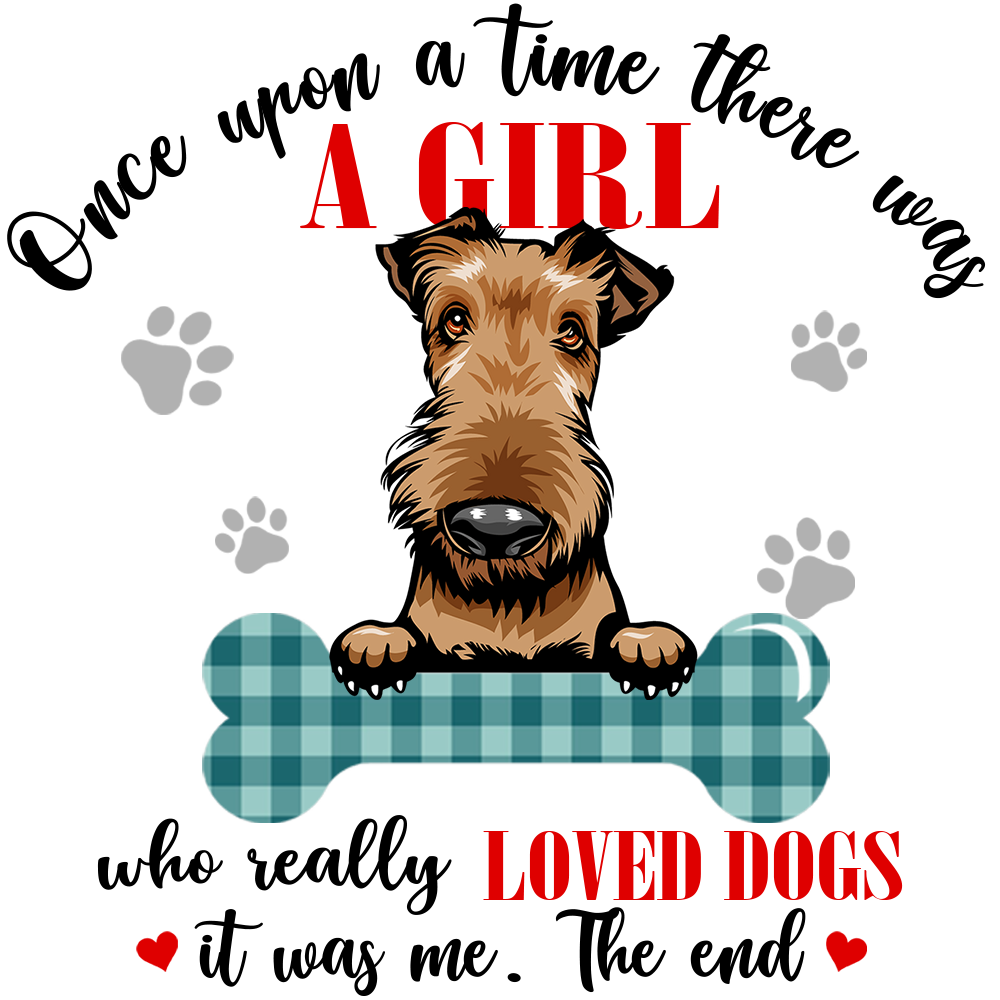 Once upon a time there was
A GIRL
who really LOVED DOGS
it was me. The end